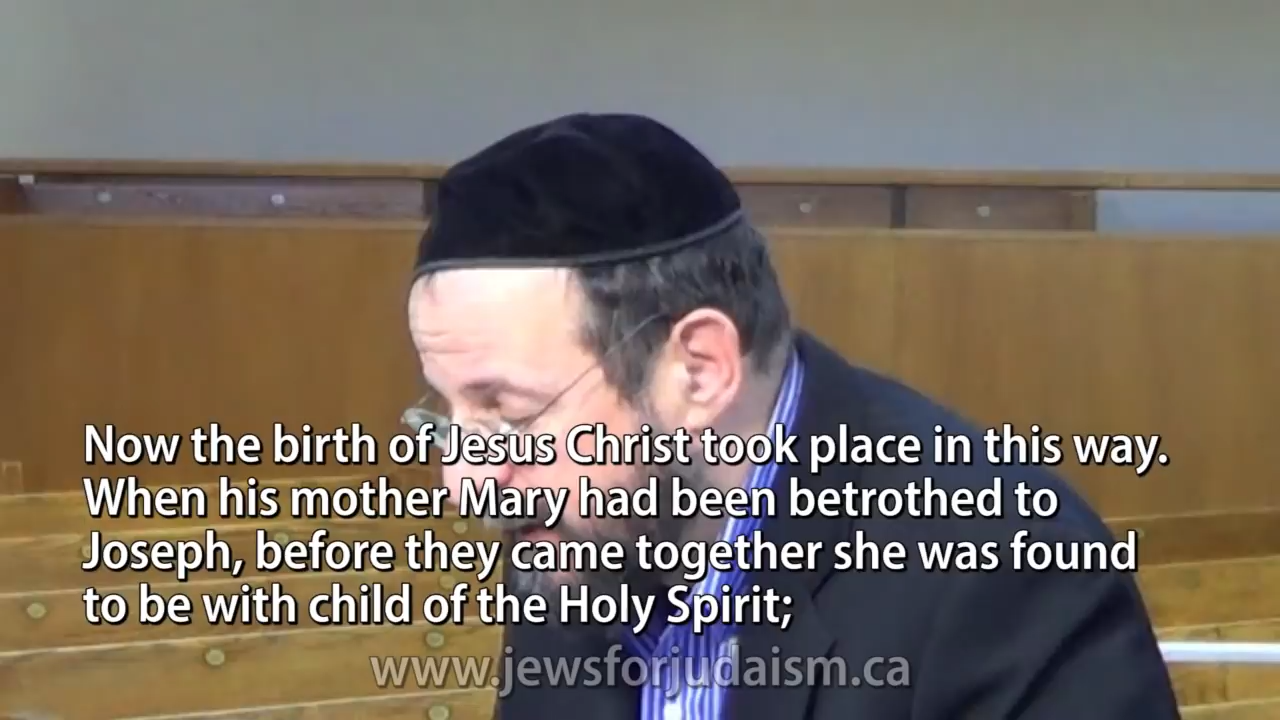 Now the birth of Jesus Christ took place in this way.
When his mother Mary had been betrothed to
Joseph, before they came together she was found
to be with child of the Holy Spirit;
www.jewsforjudaism.ca